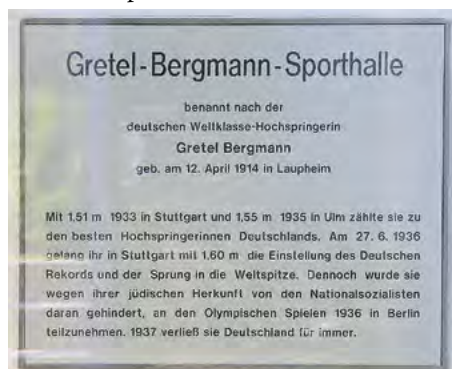 Gretel-Bergmann-Sporthalle
benannt nach der
deutschen Weltklasse-Hochspringerin
Gretel Bergmann
geb. am 12. April 1914 in Laupheim
Mit 1,51 m 1933 in Stuttgart und 1,55 m 1935 in Ulm zählte sie zu
den besten Hochspringerinnen Deutschlands. Am 27. 6. 1936
gelang ihr in Stuttgart mit 1,60 m die Einstellung des Deutschen
Rekords und der Sprung in die Weltspitze. Dennoch wurde sie
wegen ihrer jüdischen Herkunft von den Nationalsozialisten
daran gehindert, an den Olympischen Spielen 1936 in Berlin
teilzunehmen. 1937 verließ sie Deutschland für immer.